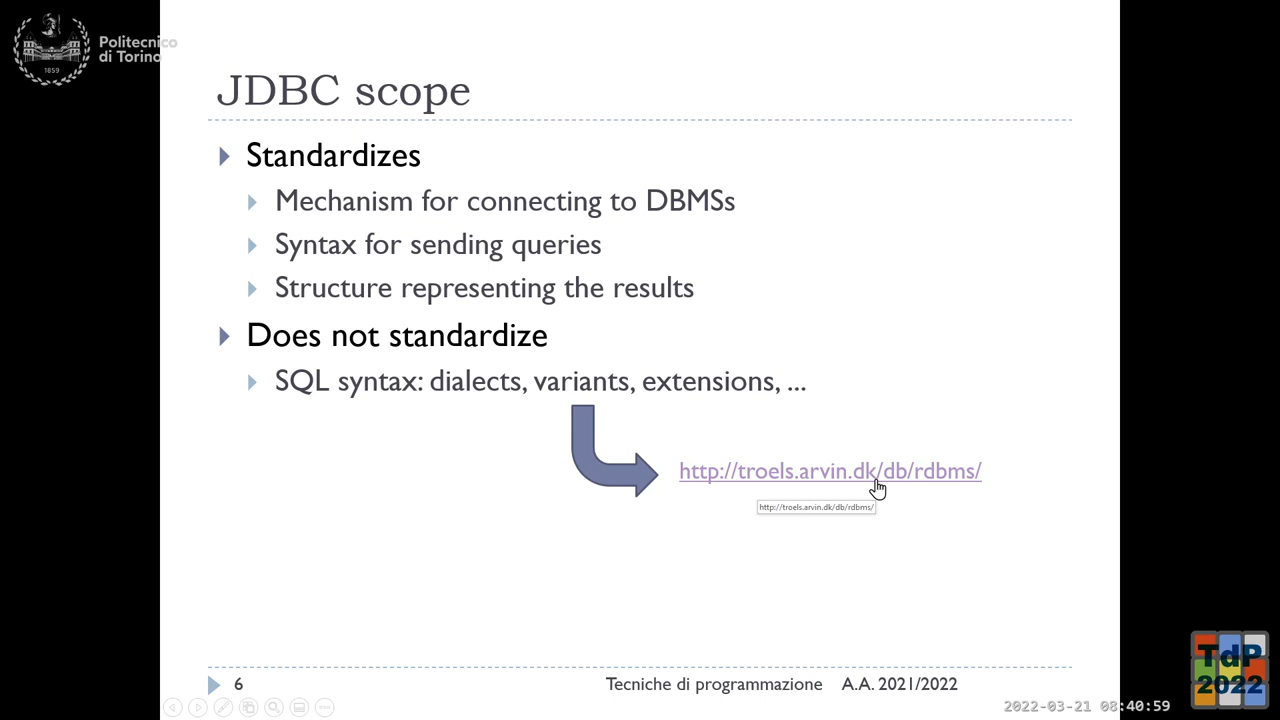 Politecnico
di Torino
1859
JDBC scope
Standardizes
Mechanism for connecting to DBMSs
Syntax for sending queries
Structure representing the results
Does not standardize
SQL syntax: dialects, variants, extensions, ...
http://troels.arvin.dk/db/rdbms/
http://troels.arvin.dk/db/rdbms/
6 Tecniche di programmazione A.A. 2021/2022
TdP
2022
2022-03-21 08:40:59